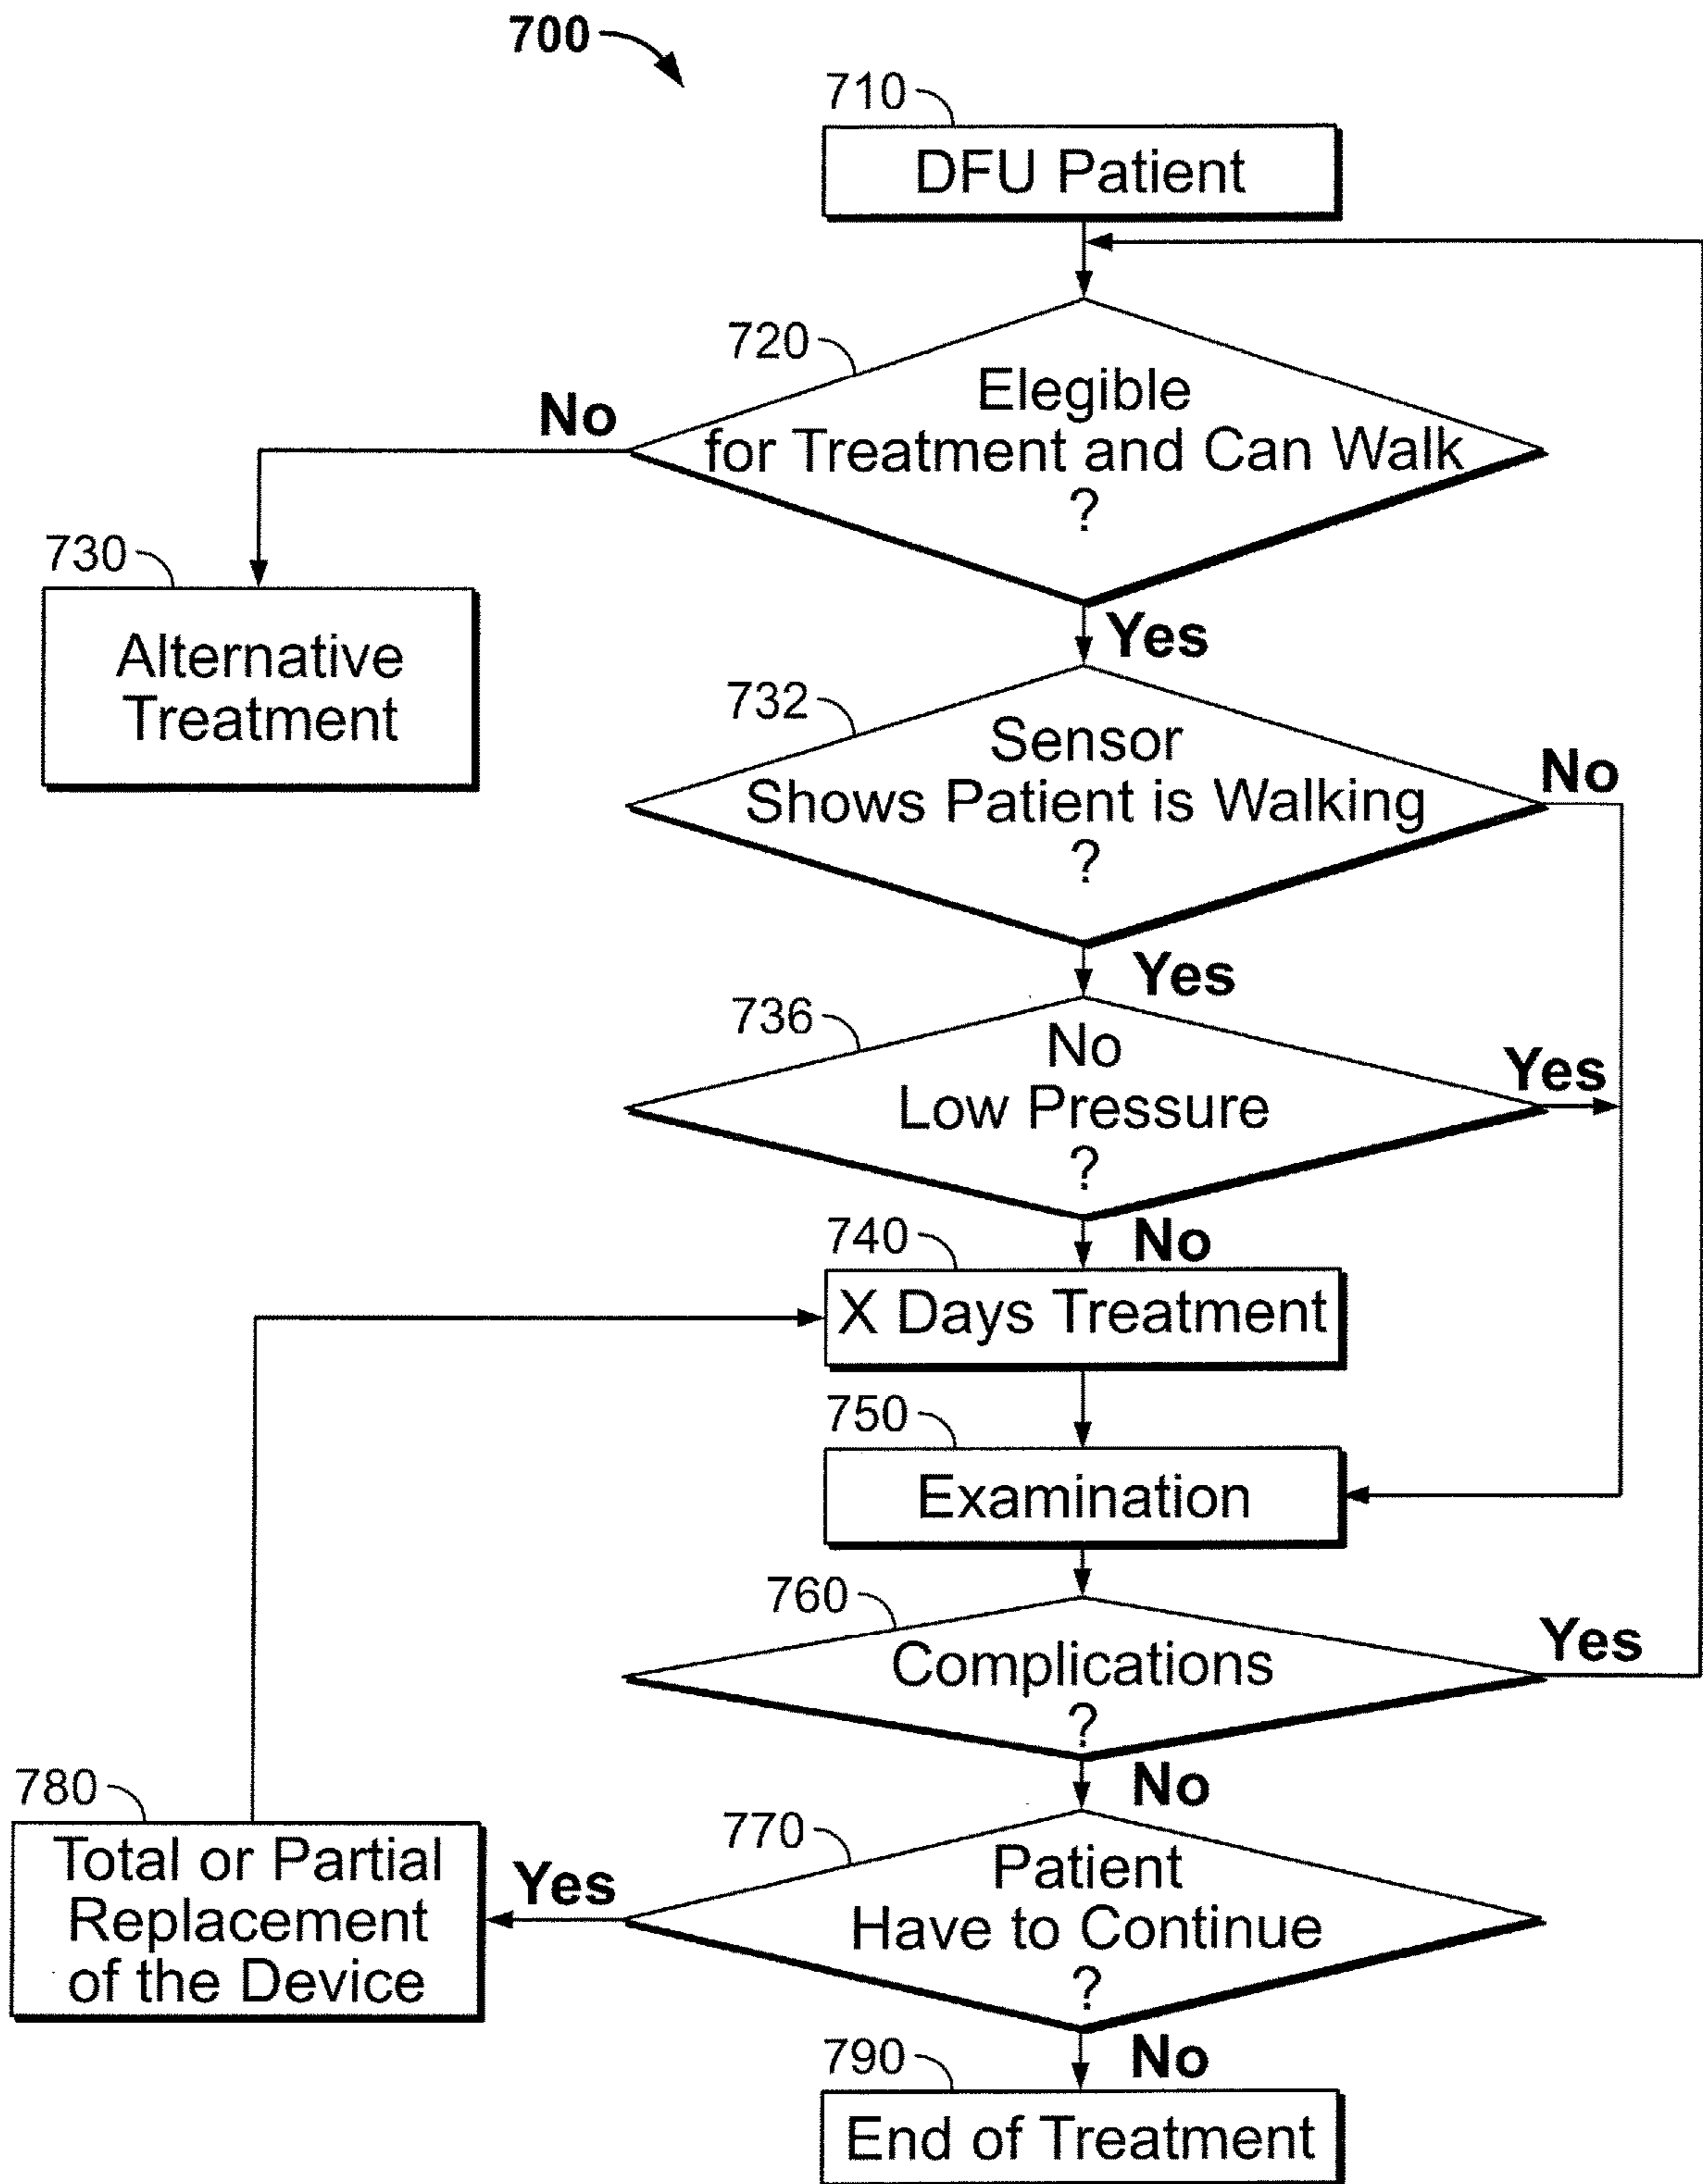 700
710
DFU Patient
720
Elegible
for Treatment and Can Walk
?
No
Yes
730
Alternative
Treatment
732
Sensor
Shows Patient is Walking
?
No
Yes
736
No
Low Pressure
?
Yes
No
740
X Days Treatment
750
Examination
760
Complications
?
Yes
No
770
Patient
Have to Continue
?
Yes
No
780
Total or Partial
Replacement
of the Device
790
End of Treatment